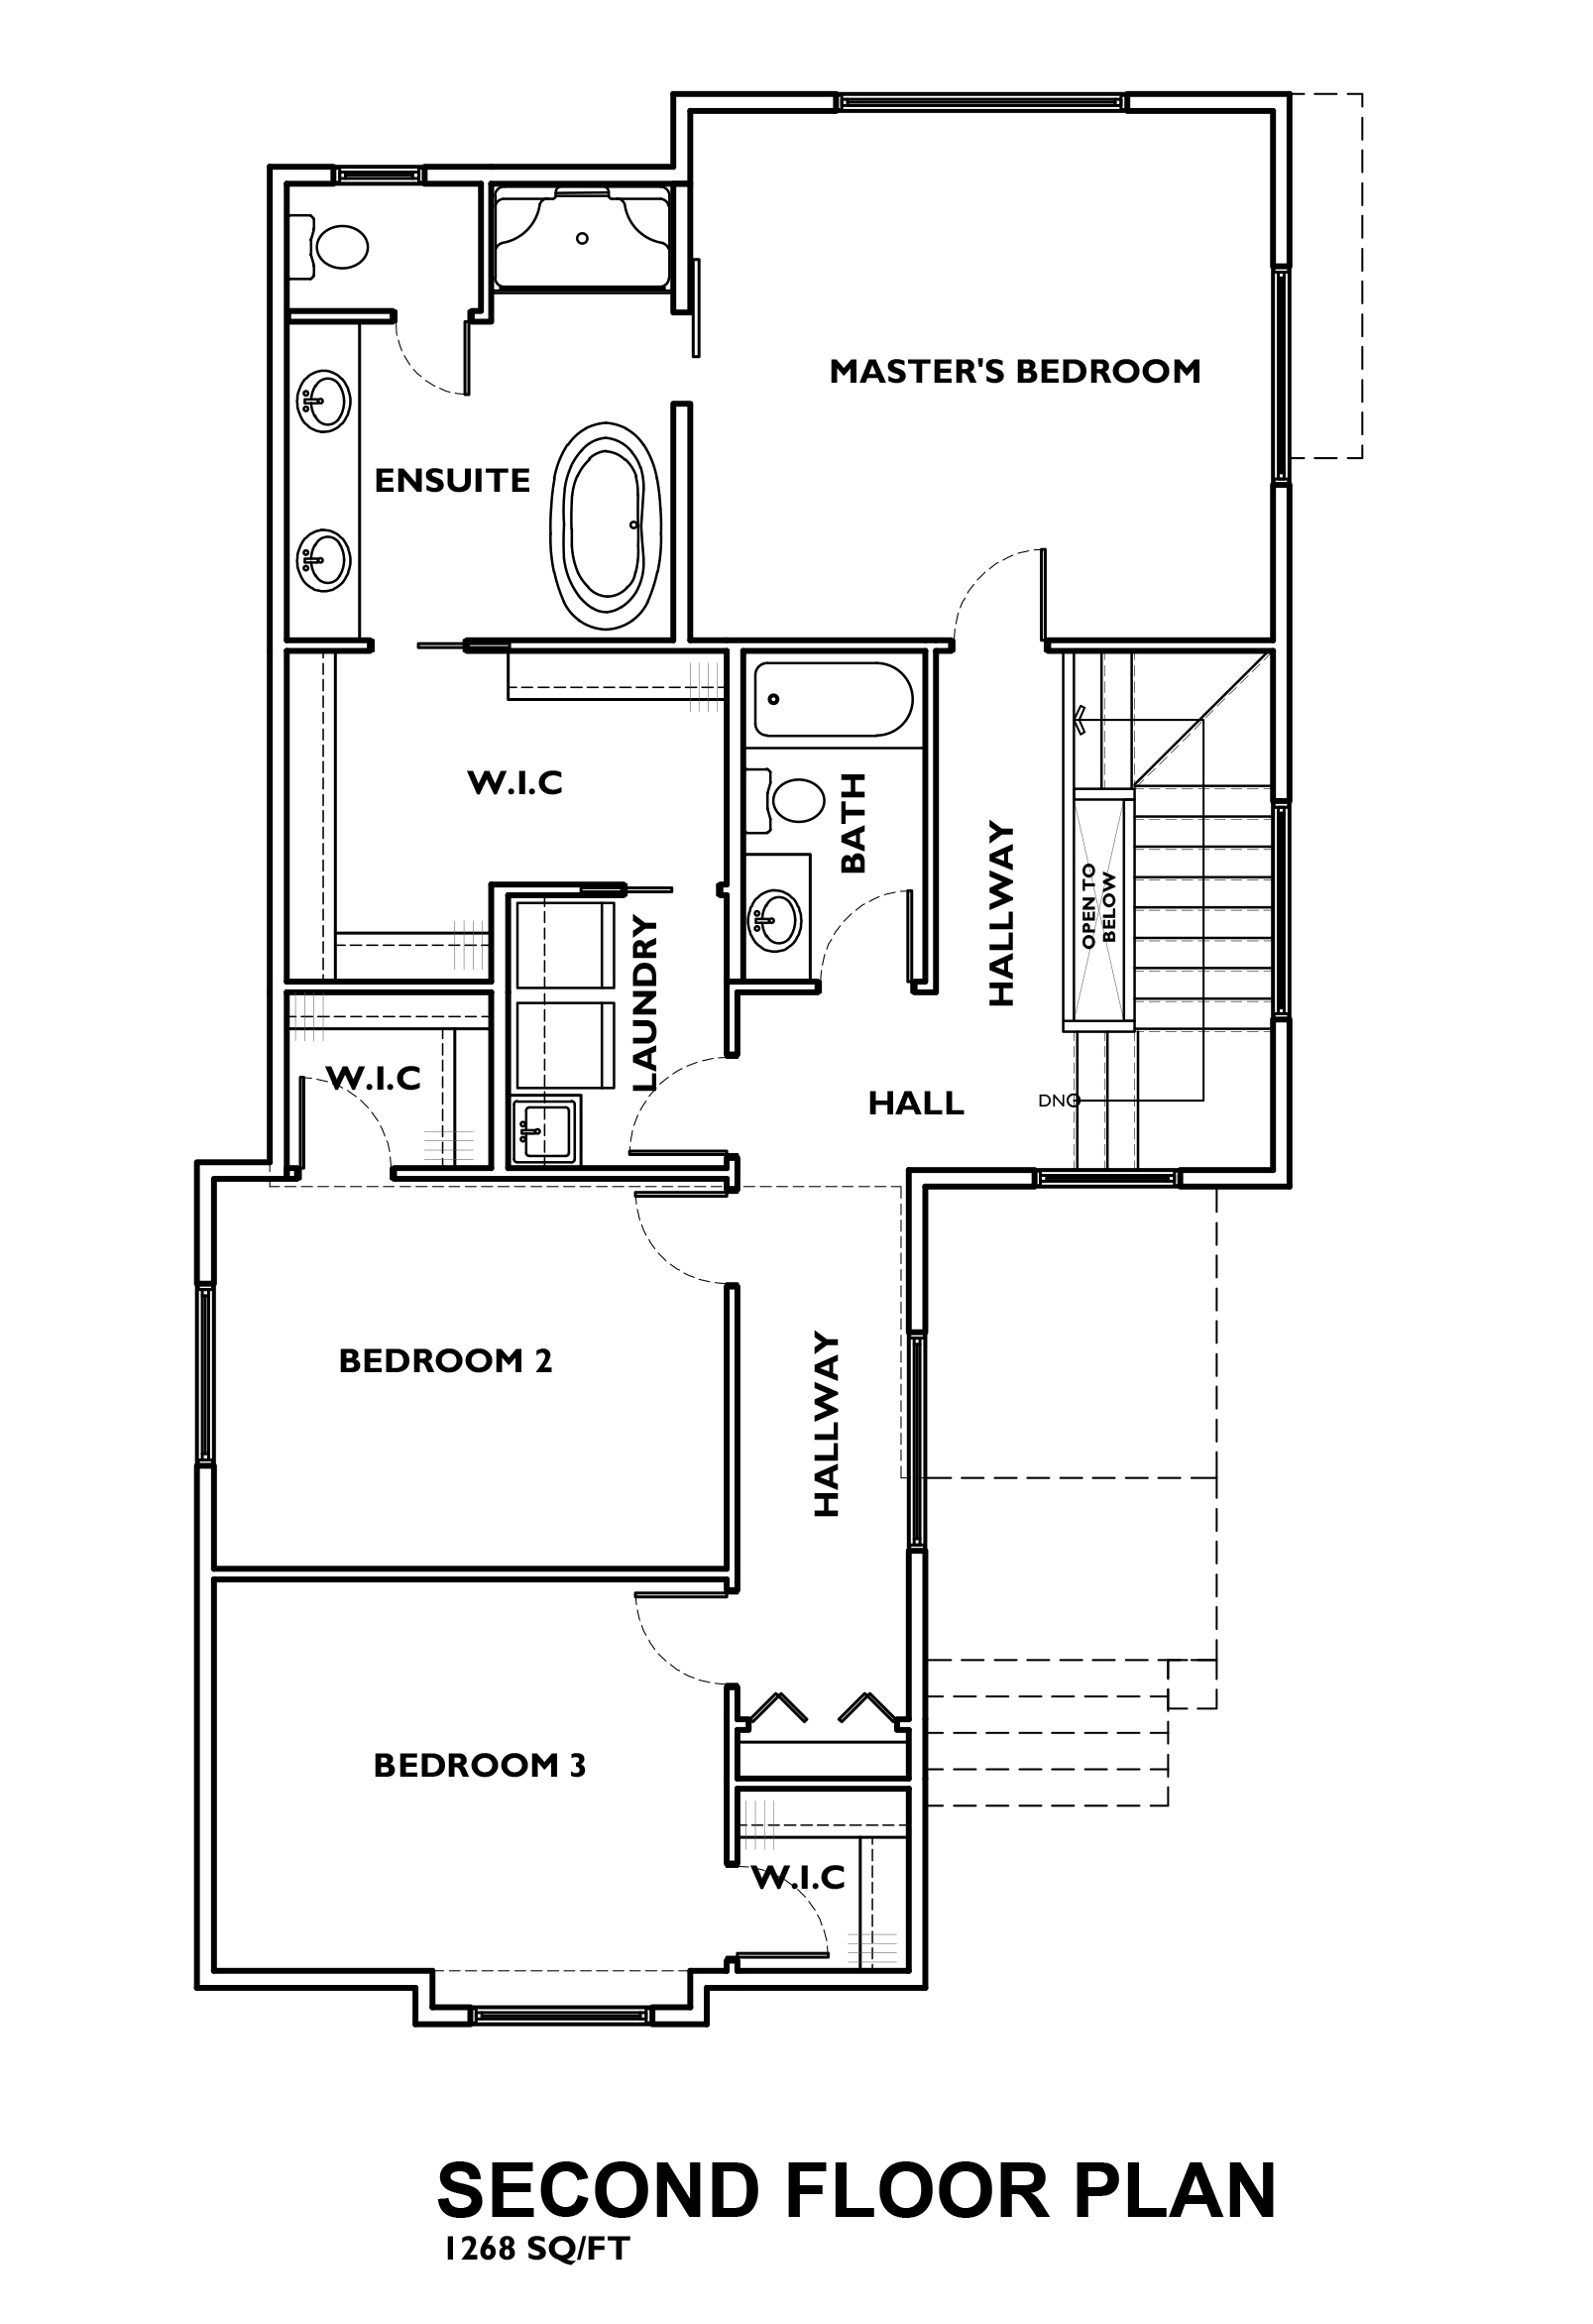 MASTER'S BEDROOM
ENSUITE
W.I.C
BATH
HALLWAY
OPEN TO
BELOW
LAUNDRY
W.I.C
HALL
DN
BEDROOM 2
HALLWAY
BEDROOM 3
W.I.C
SECOND FLOOR PLAN
1268 SQ/FT